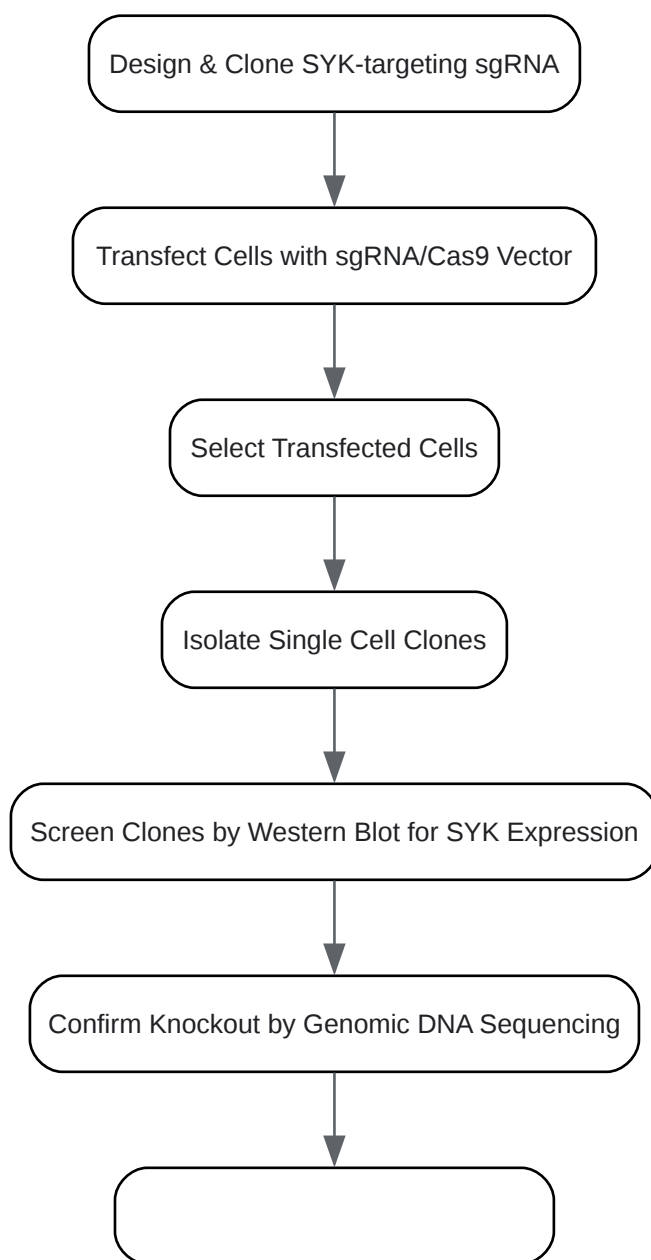 Design & Clone SYK-targeting sgRNA
Transfect Cells with sgRNA/Cas9 Vector
Select Transfected Cells
Isolate Single Cell Clones
Screen Clones by Western Blot for SYK Expression
Confirm Knockout by Genomic DNA Sequencing